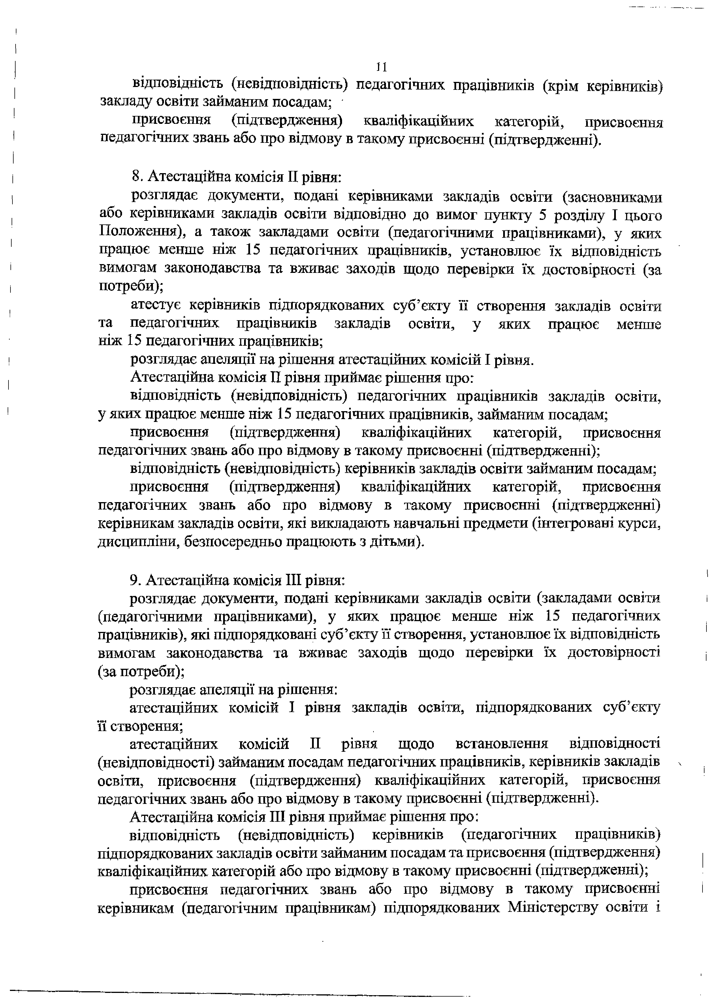 11
відповідність (невідповідність) педагогічних працівників (крім керівників)
закладу освіти займаним посадам;
присвоєння (підтвердження) кваліфікаційних категорій, присвоєння
педагогічних звань або про відмову в такому присвоєнні (підтвердженні).
8. Атестаційна комісія ІІ рівня:
розглядає документи, подані керівниками закладів освіти (засновниками
або керівниками закладів освіти відповідно до вимог пункту 5 розділу І цього
Положення), а також закладами освіти (педагогічними працівниками), у яких
працює менше ніж 15 педагогічних працівників, установлює їх відповідність
вимогам законодавства та вживає заходів щодо перевірки їх достовірності (за
потреби);
атестує керівників підпорядкованих суб’єкту її створення закладів освіти
та педагогічних працівників закладів освіти, у яких працює менше
ніж 15 педагогічних працівників;
розглядає апеляції на рішення атестаційних комісій І рівня.
Атестаційна комісія ІІ рівня приймає рішення про:
відповідність (невідповідність) педагогічних працівників закладів освіти,
у яких працює менше ніж 15 педагогічних працівників, займаним посадам;
присвоєння (підтвердження) кваліфікаційних категорій, присвоєння
педагогічних звань або про відмову в такому присвоєнні (підтвердженні);
відповідність (невідповідність) керівників закладів освіти займаним посадам;
присвоєння (підтвердження) кваліфікаційних категорій, присвоєння
педагогічних звань або про відмову в такому присвоєнні (підтвердженні)
керівникам закладів освіти, які викладають навчальні предмети (інтегровані курси,
дисципліни, безпосередньо працюють з дітьми).
9. Атестаційна комісія ІІІ рівня:
розглядає документи, подані керівниками закладів освіти (закладами освіти
(педагогічними працівниками), у яких працює менше ніж 15 педагогічних
працівників), які підпорядковані суб’єкту її створення, установлює їх відповідність
вимогам законодавства та вживає заходів щодо перевірки їх достовірності
(за потреби);
розглядає апеляції на рішення:
атестаційних комісій І рівня закладів освіти, підпорядкованих суб’єкту
її створення;
атестаційних комісій ІІ рівня щодо встановлення відповідності
(невідповідності) займаним посадам педагогічних працівників, керівників закладів
освіти, присвоєння (підтвердження) кваліфікаційних категорій, присвоєння
педагогічних звань або про відмову в такому присвоєнні (підтвердженні).
Атестаційна комісія ІІІ рівня приймає рішення про:
відповідність (невідповідність) керівників (педагогічних працівників)
підпорядкованих закладів освіти займаним посадам та присвоєння (підтвердження)
кваліфікаційних категорій або про відмову в такому присвоєнні (підтвердженні);
присвоєння педагогічних звань або про відмову в такому присвоєнні
керівникам (педагогічним працівникам) підпорядкованих Міністерству освіти і